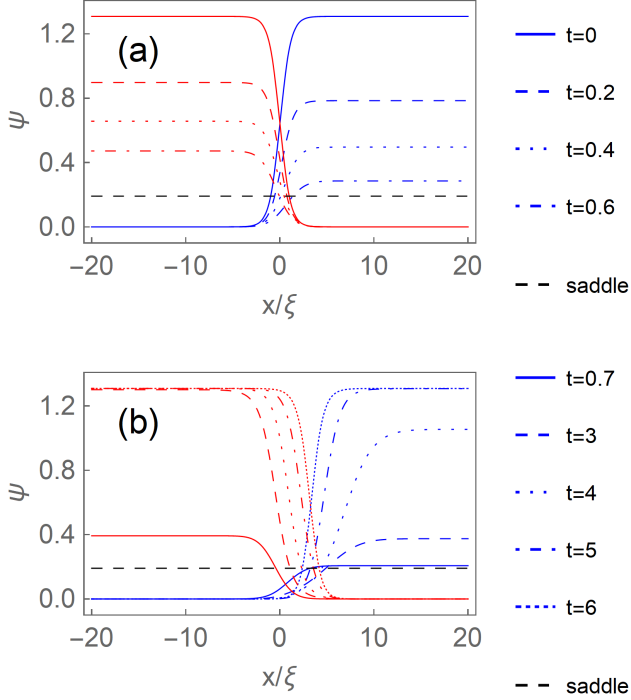 (a)
1.2
0.8
0.4
0.0
ψ
−20 −10 0 10 20
x/ξ
t=0
t=0.2
t=0.4
t=0.6
saddle
(b)
1.2
0.8
0.4
0.0
ψ
−20 −10 0 10 20
x/ξ
t=0.7
t=3
t=4
t=5
t=6
saddle